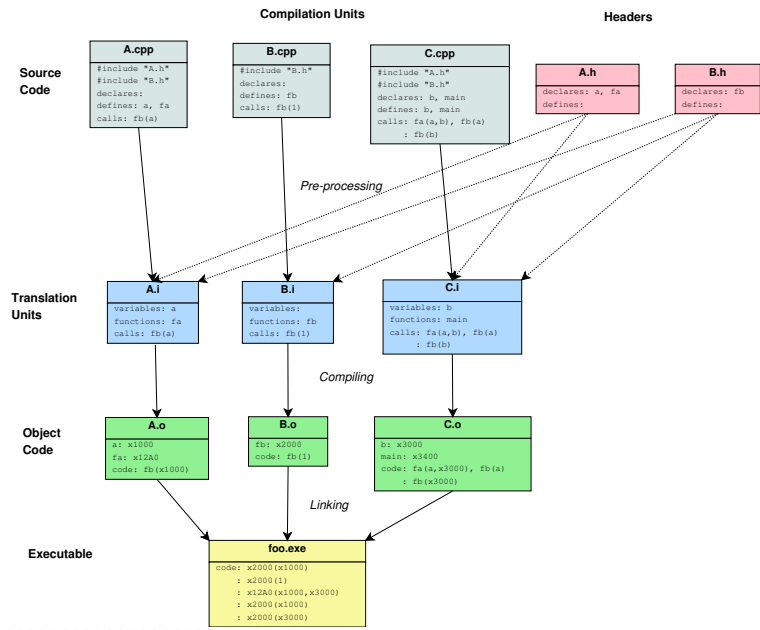 Compilation Units
Headers
Source
Code
A.cpp
#include "A.h"
#include "B.h"
declares:
defines: a, fa
calls: fb(a)
B.cpp
#include "B.h"
declares:
defines: fb
calls: fb(1)
C.cpp
#include "A.h"
#include "B.h"
declares: b, main
defines: b, main
calls: fa(a,b), fb(a)
: fb(b)
A.h
declares: a, fa
defines:
B.h
declares: fb
defines:
Pre-processing
Translation
Units
A.i
variables: a
functions: fa
calls: fb(a)
B.i
variables:
functions: fb
calls: fb(1)
C.i
variables: b
functions: main
calls: fa(a,b), fb(a)
: fb(b)
Compiling
Object
Code
A.o
a: x1000
fa: x12A0
code: fb(x1000)
B.o
fb: x2000
code: fb(1)
C.o
b: x3000
main: x3400
code: fa(a,x3000), fb(a)
: fb(x3000)
Linking
Executable
foo.exe
code: x2000(x1000)
: x2000(1)
: x12A0(x1000,x3000)
: x2000(x1000)
: x2000(x3000)